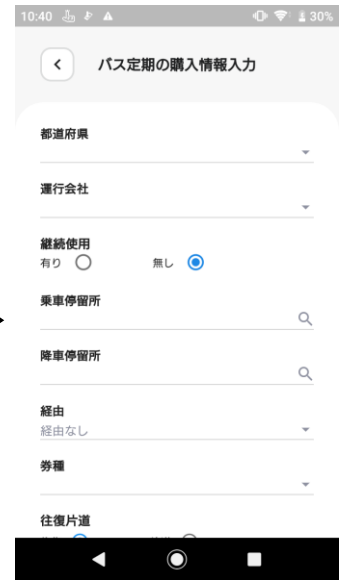 10:40 30%
バス定期の購入情報入力
都道府県
運行会社
継続使用
有り 無し
乗車停留所
降車停留所
経由
経由なし
券種
往復片道